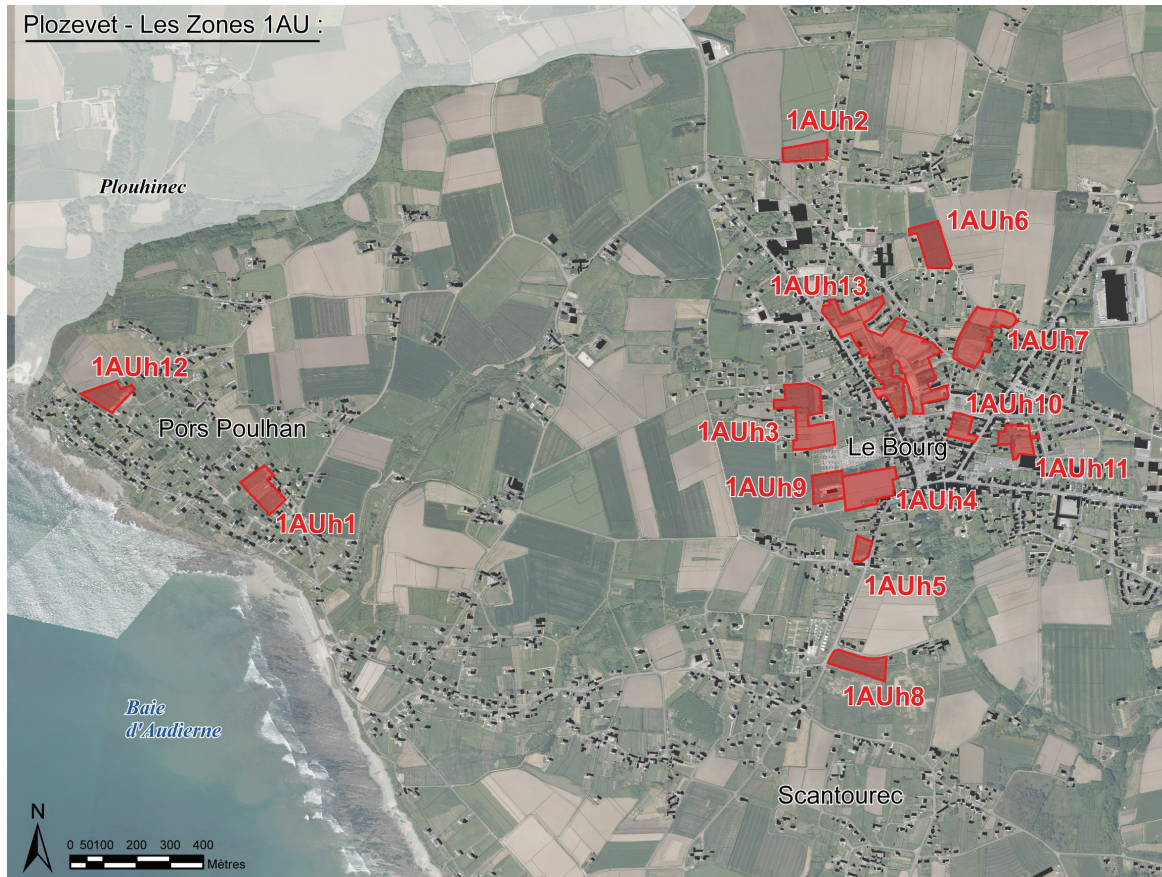 Plozevet - Les Zones 1AU :
1AUh2
Plouhinec
1AUh6
1AUh13
1AUh7
1AUh12
1AUh10
Pors Poulhan
1AUh3
Le Bourg
1AUh11
1AUh9
1AUh4
1AUh1
1AUh5
1AUh8
Baie
d'Audierne
Scantourec
N
0 50100 200 300 400
Mètres